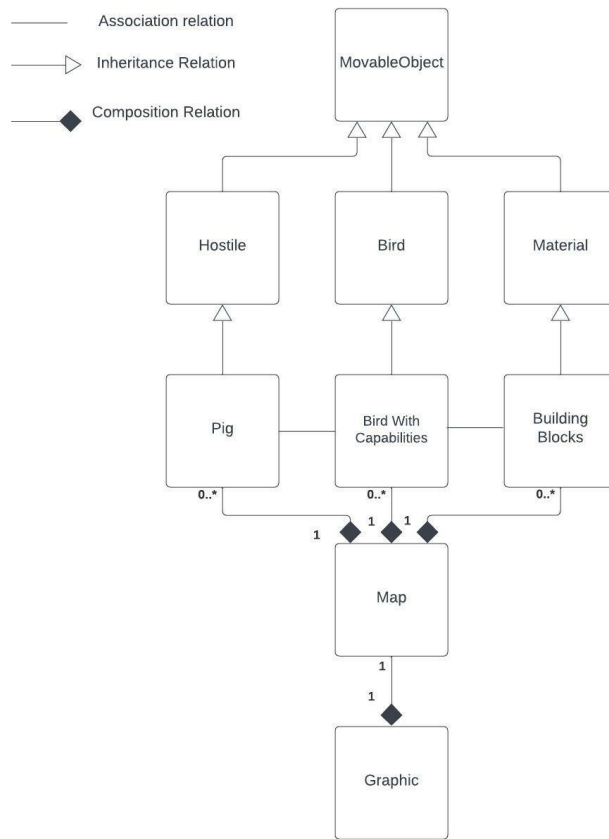 Association relation
Inheritance Relation
Composition Relation
MovableObject
Hostile
Bird
Material
Pig
Bird With
Capabilities
Building
Blocks
0..*
0..*
0..*
1
1
1
Map
1
1
Graphic